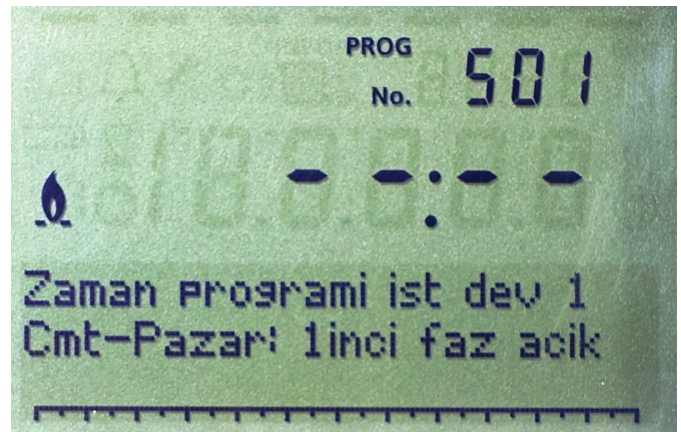 PROG
No. 501
- -:- -
Zaman programi ist dev 1
Cmt-Pazar: 1inci faz acik